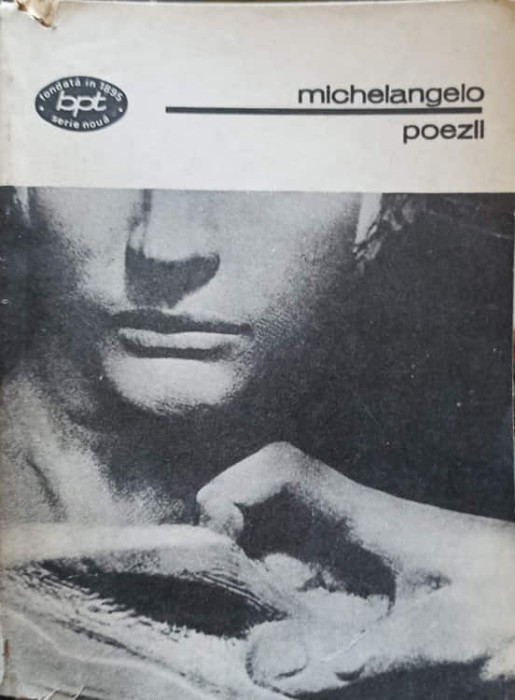 fondată în 1895
bpt
serie nouă
michelangelo
poezii